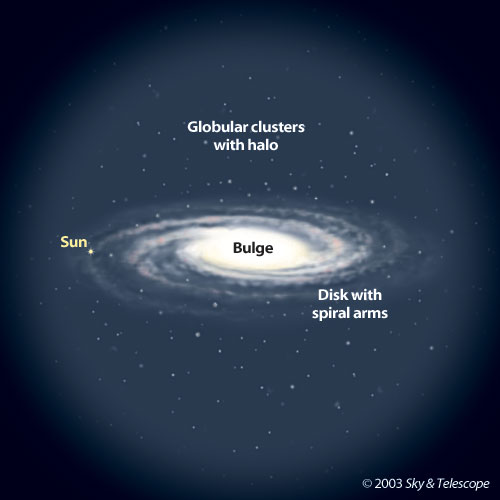 Globular clusters
with halo
Sun
Bulge
Disk with
spiral arms
© 2003 Sky & Telescope